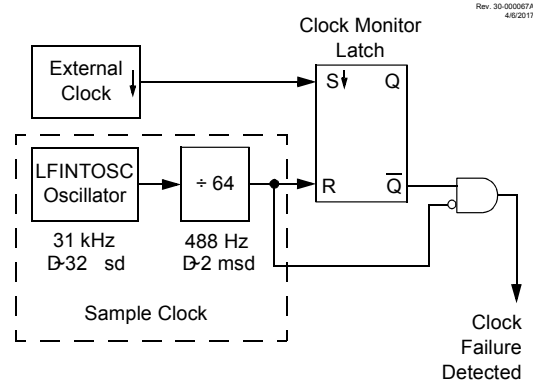 Rev. 30-000067A
4/6/2017
Clock Monitor
Latch
External
Clock
S
Q
LFINTOSC
Oscillator
÷ 64
R
Q
31 kHz
488 Hz
Sample Clock
Clock
Failure
Detected